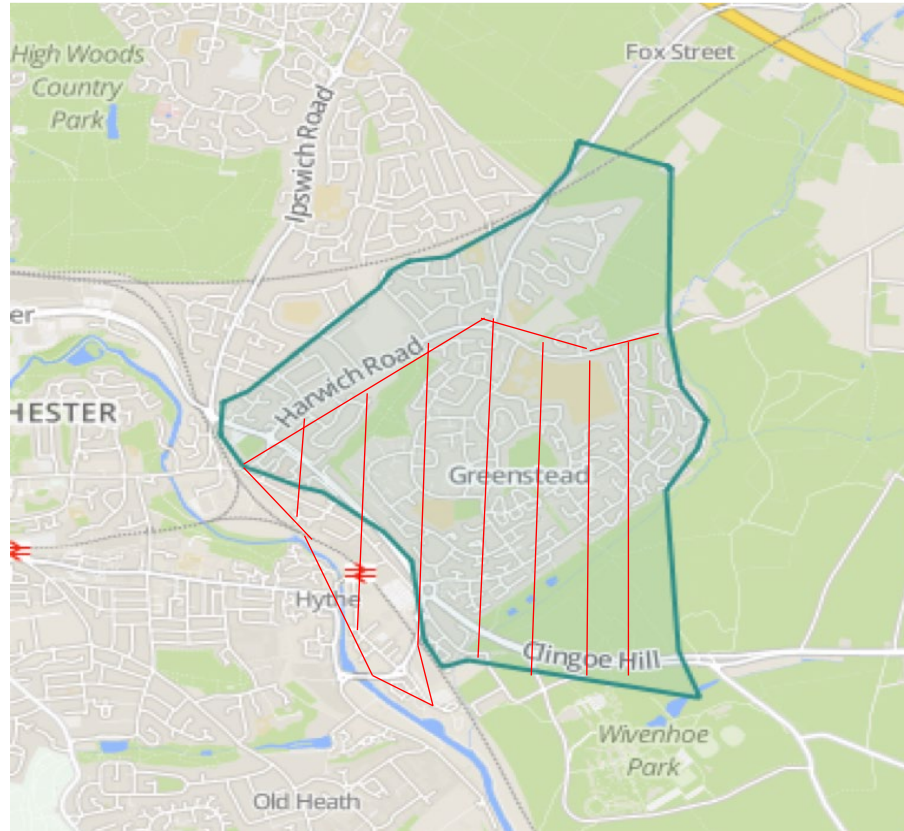 High Woods
Country
Park
Fox Street
Ipswich Road
er
Harwich Road
HESTER
Greenstead
Hythe
Clingoe Hill
Wivenhoe
Park
Old Heath